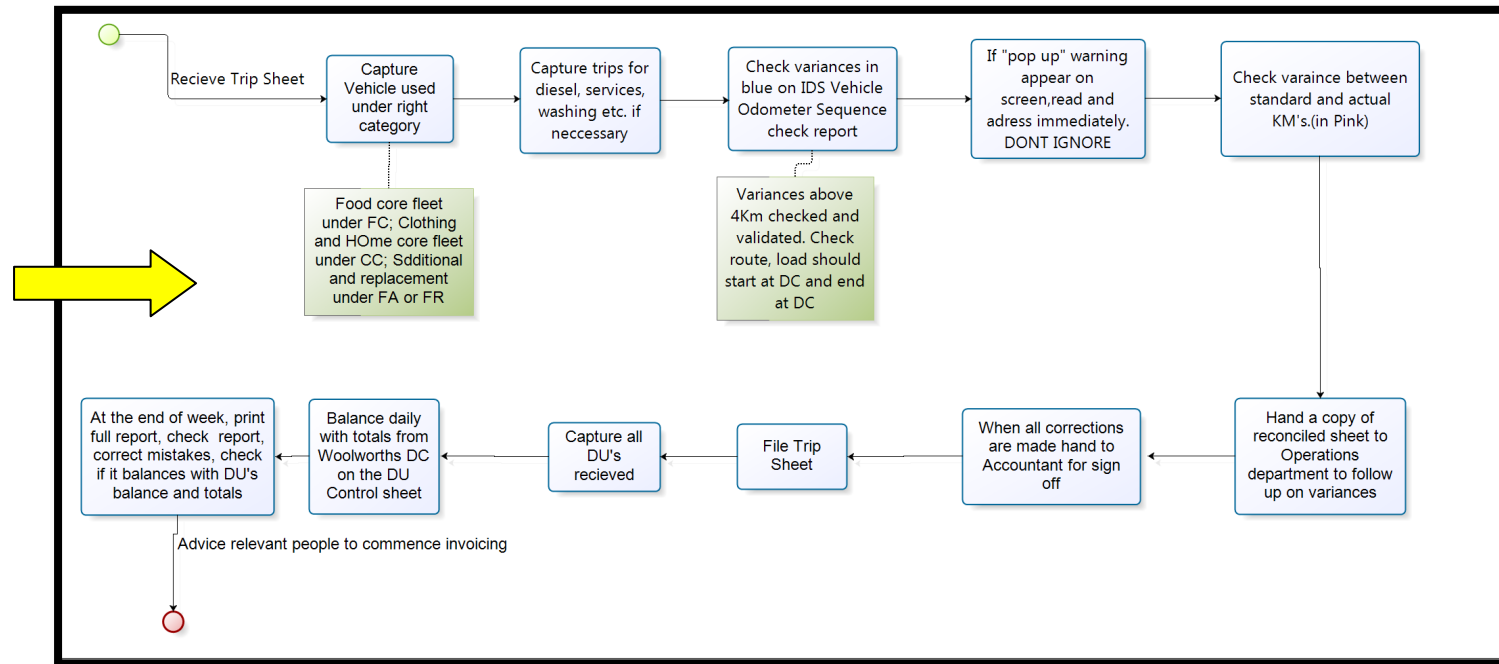 Recieve Trip Sheet
Capture
Vehicle used
under right
category
Capture trips for
diesel, services,
washing etc. if
neccessary
Check variances in
blue on IDS Vehicle
Odometer Sequence
check report
If "pop up" warning
appear on
screen,read and
adress immediately.
DONT IGNORE
Check varaince between
standard and actual
KM's.(in Pink)
Food core fleet
under FC; Clothing
and HOme core fleet
under CC; Sdditional
and replacement
under FA or FR
Variances above
4Km checked and
validated. Check
route, load should
start at DC and end
at DC
Hand a copy of
reconciled sheet to
Operations
department to follow
up on variances
When all corrections
are made hand to
Accountant for sign
off
File Trip
Sheet
Capture all
DU's
recieved
Balance daily
with totals from
Woolworths DC
on the DU
Control sheet
At the end of week, print
full report, check  report,
correct mistakes, check
if it balances with DU's
balance and totals
Advice relevant people to commence invoicing